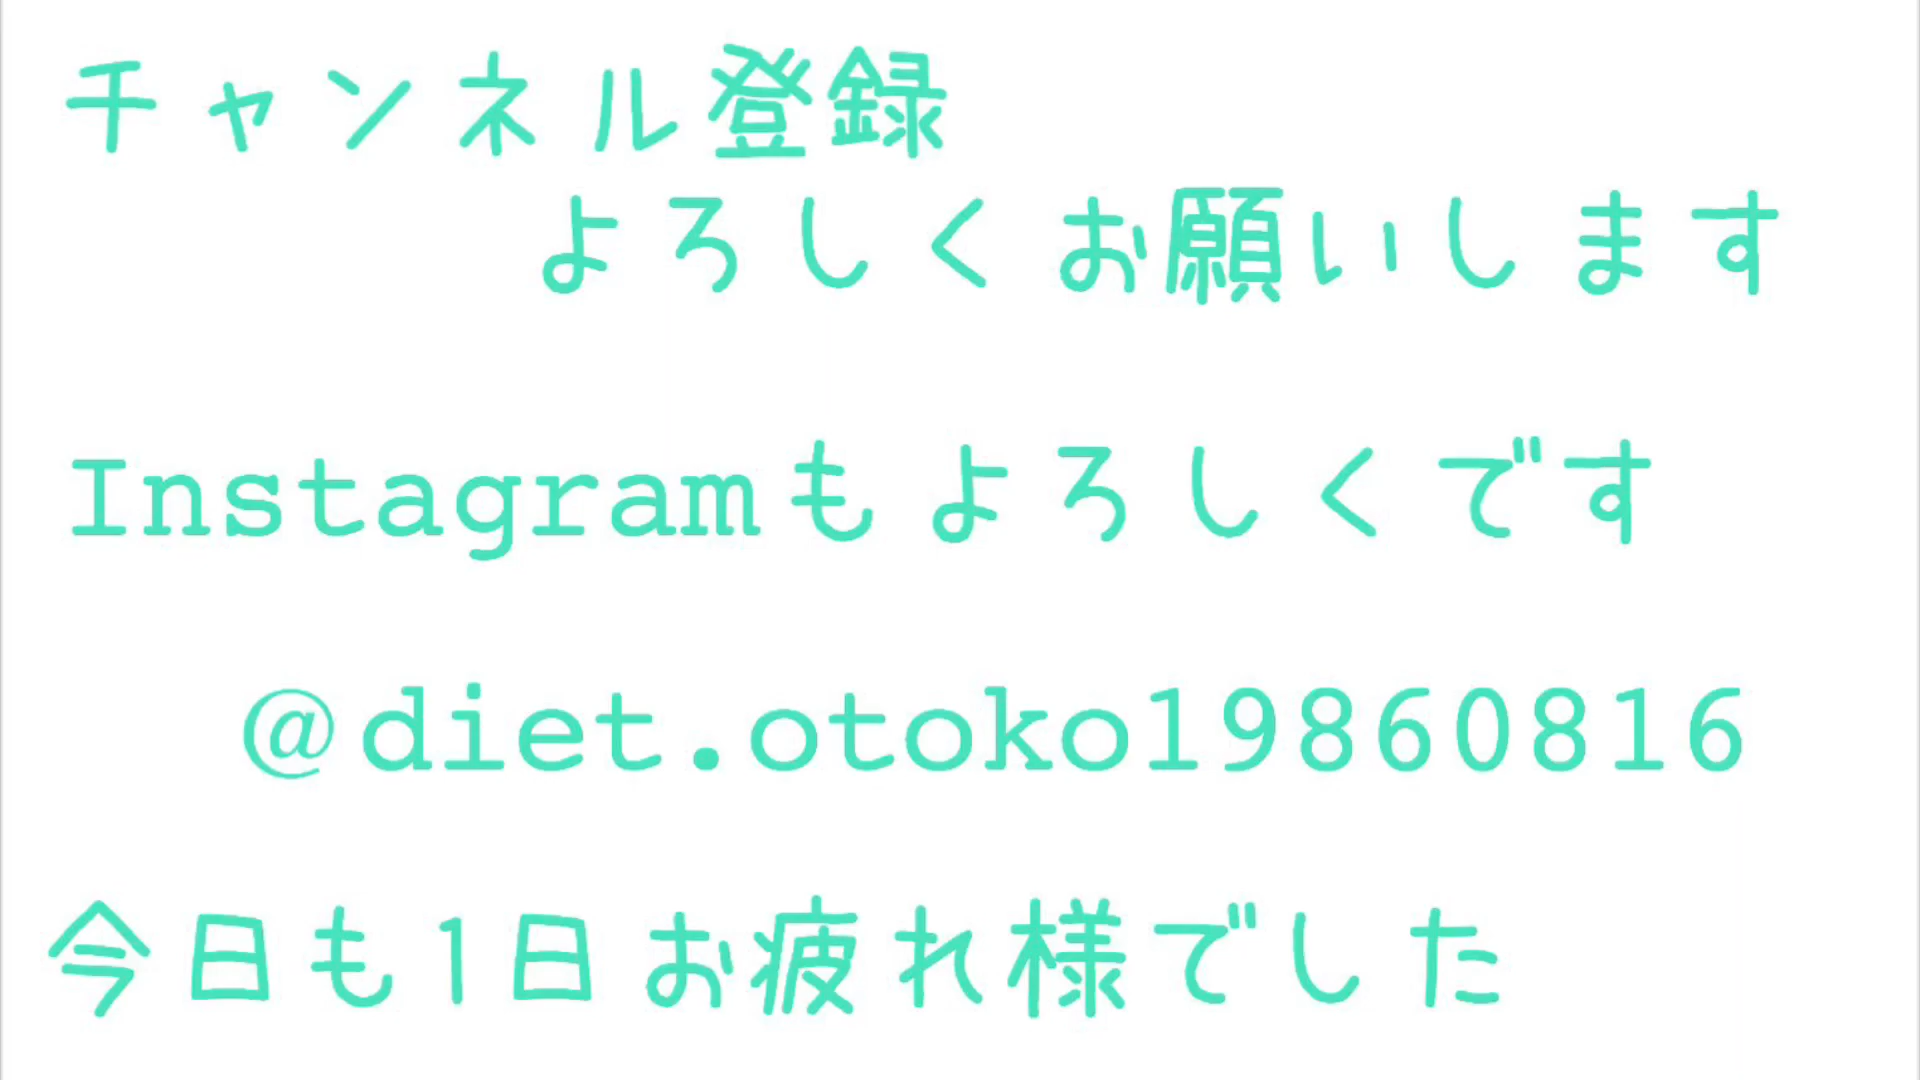 チャンネル登録
よろしくお願いします
Instagramもよろしくです
@diet.otoko19860816
今日も1日お疲れ様でした